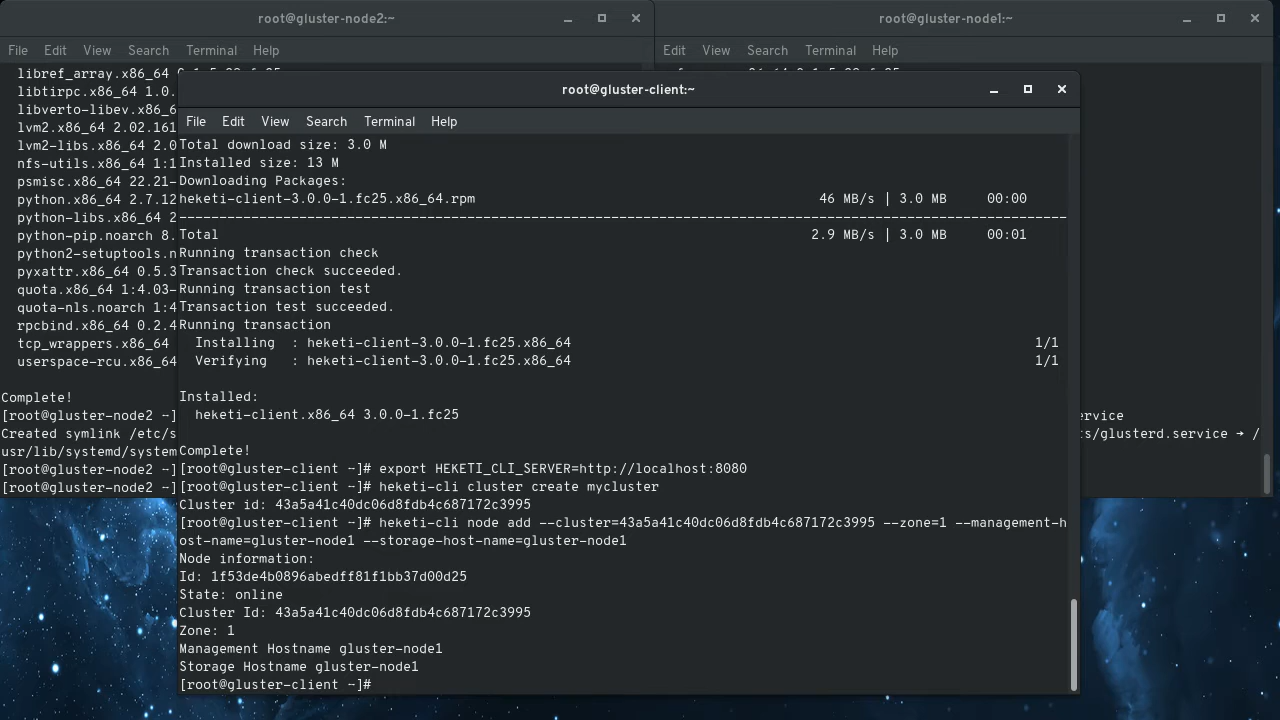 root@gluster-node2:~
File Edit View Search Terminal Help
libref_array.x86_64
libtirpc.x86_64 1.0.
libverto-libev.x86_6
lvm2.x86_64 2.02.161
lvm2-libs.x86_64 2.0
nfs-utils.x86_64 1:1
psmisc.x86_64 22.21-
python.x86_64 2.7.12
python-libs.x86_64 2
python-pip.noarch 8.
python2-setuptools.n
pyxattr.x86_64 0.5.3
quota.x86_64 1:4.03-
quota-nls.noarch 1:4
rpcbind.x86_64 0.2.4
tcp_wrappers.x86_64
userspace-rcu.x86_64
Complete!
[root@gluster-node2 ~]
Created symlink /etc/s
usr/lib/systemd/system
[root@gluster-node2 ~]
[root@gluster-node2 ~]
root@gluster-node1:~
Edit View Search Terminal Help
ervice
ts/glusterd.service → /
root@gluster-client:~
File Edit View Search Terminal Help
Total download size: 3.0 M
Installed size: 13 M
Downloading Packages:
heketi-client-3.0.0-1.fc25.x86_64.rpm 46 MB/s | 3.0 MB 00:00
--------------------------------------------------------------------------------------------------------------
Total 2.9 MB/s | 3.0 MB 00:01
Running transaction check
Transaction check succeeded.
Running transaction test
Transaction test succeeded.
Running transaction
Installing : heketi-client-3.0.0-1.fc25.x86_64 1/1
Verifying : heketi-client-3.0.0-1.fc25.x86_64 1/1
Installed:
heketi-client.x86_64 3.0.0-1.fc25
Complete!
[root@gluster-client ~]# export HEKETI_CLI_SERVER=http://localhost:8080
[root@gluster-client ~]# heketi-cli cluster create mycluster
Cluster id: 43a5a41c40dc06d8fdb4c687172c3995
[root@gluster-client ~]# heketi-cli node add --cluster=43a5a41c40dc06d8fdb4c687172c3995 --zone=1 --management-h
ost-name=gluster-node1 --storage-host-name=gluster-node1
Node information:
Id: 1f53de4b0896abedff81f1bb37d00d25
State: online
Cluster Id: 43a5a41c40dc06d8fdb4c687172c3995
Zone: 1
Management Hostname gluster-node1
Storage Hostname gluster-node1
[root@gluster-client ~]#